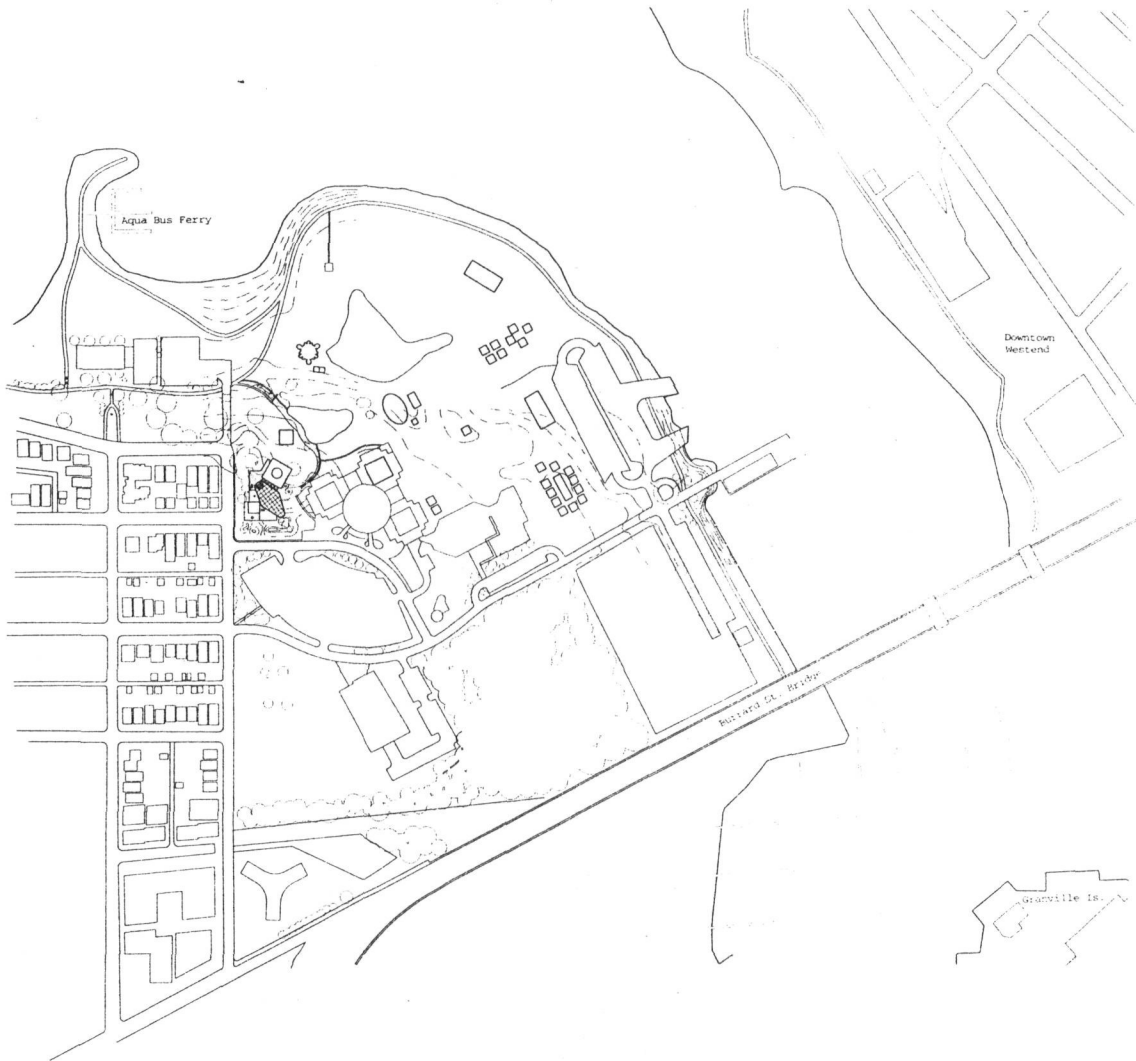 Aqua Bus Ferry
Downtown
Westend
Burrard St. Bridge
Granville Is.